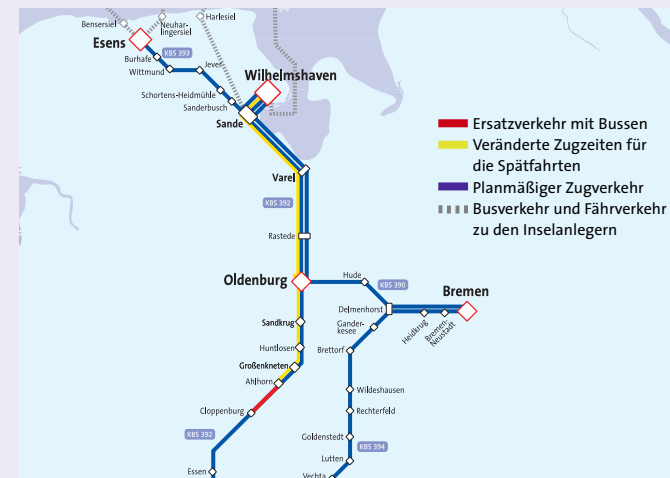 Bensersiel
Neuhar-
lingersiel
Harlesiel
Esens
KBS 393
Burhafe
Wittmund
Jever
Schortens-Heidmühle
Sanderbusch
Wilhelmshaven
Sande
Varel
KBS 392
Rastede
Oldenburg
Hude
KBS 390
Bremen
Delmenhorst
Heidkrug
Bremen-
Neustadt
Gander-
kesee
Sandkrug
Huntlosen
Brettorf
Großenkneten
Ahlhorn
Wildeshausen
Cloppenburg
Rechterfeld
KBS 392
Goldenstedt
KBS 394
Lutten
Essen
Vechta
Ersatzverkehr mit Bussen
Veränderte Zugzeiten für
die Spätfahrten
Planmäßiger Zugverkehr
Busverkehr und Fährverkehr
zu den Inselanlegern